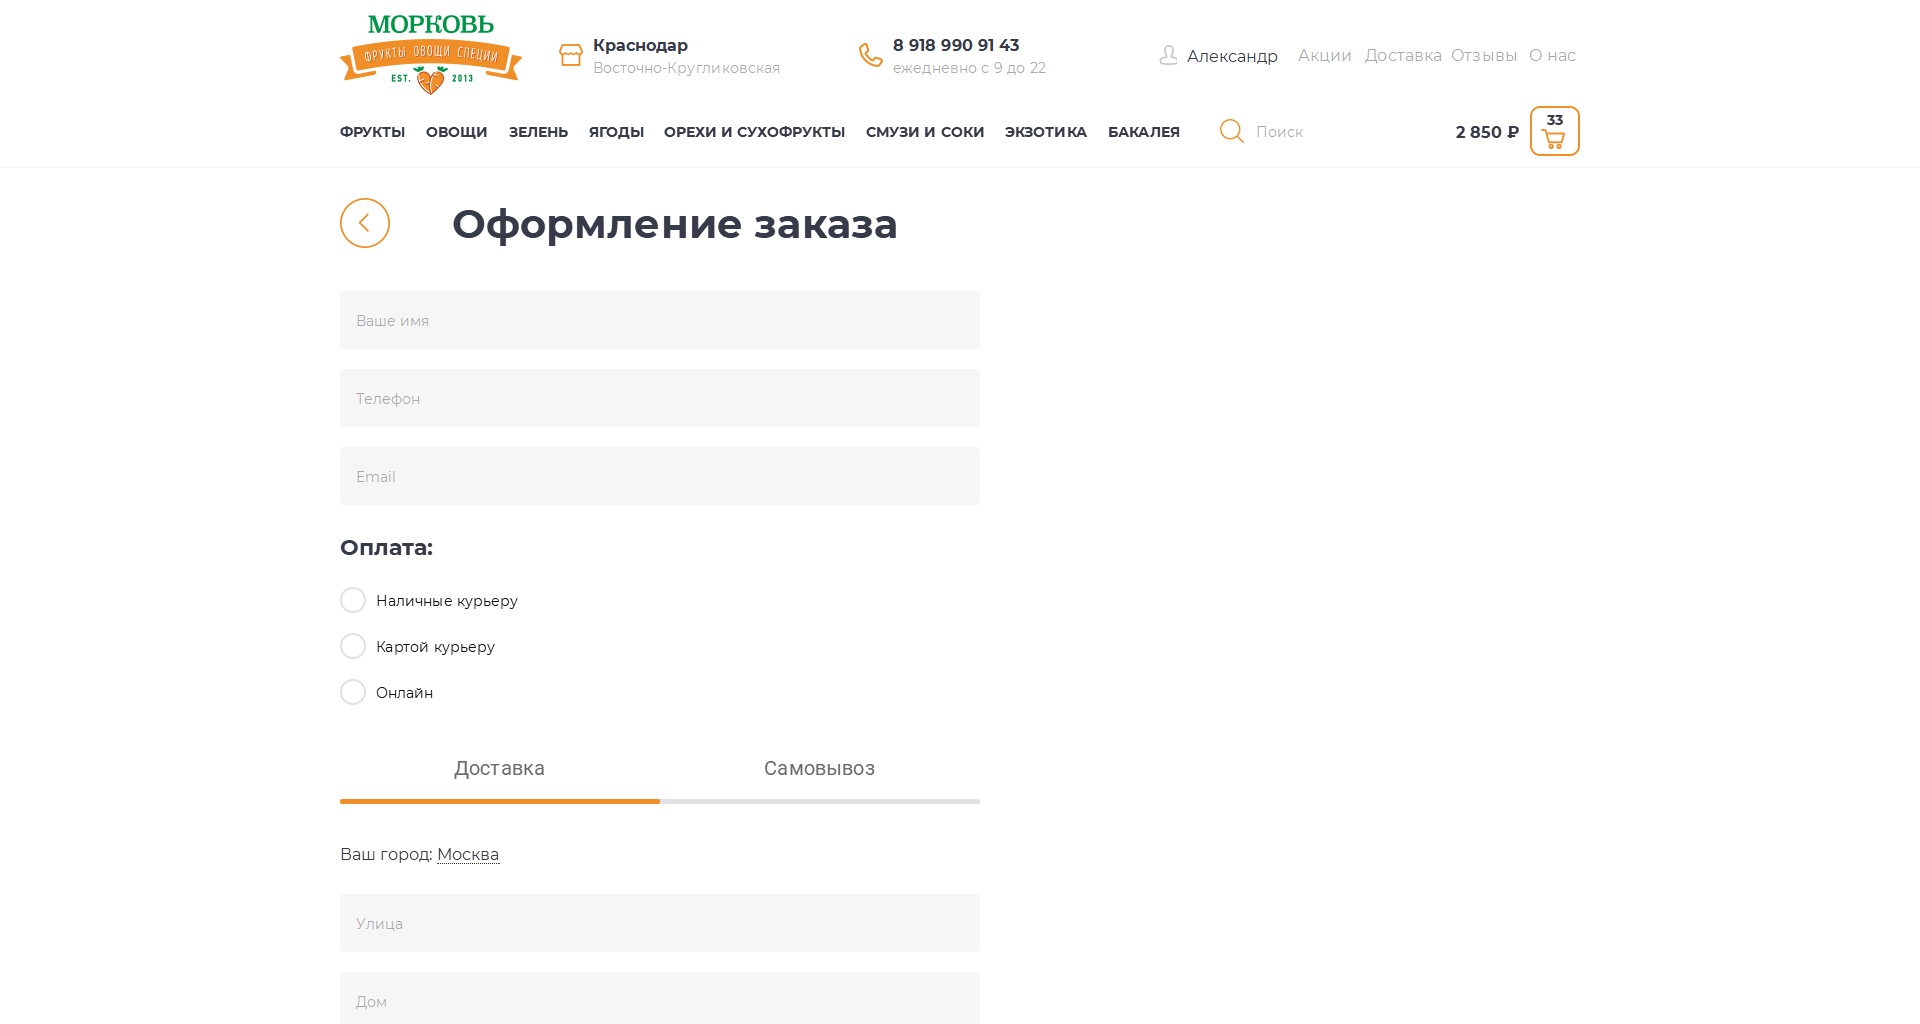 МОРКОВЬ
ФРУКТЫ ОВОЩИ СПЕЦИИ
EST. 2013
Краснодар
Восточно-Кругликовская
8 918 990 91 43
ежедневно с 9 до 22
Александр Акции Доставка Отзывы О нас
ФРУКТЫ ОВОЩИ ЗЕЛЕНЬ ЯГОДЫ ОРЕХИ И СУХОФРУКТЫ СМУЗИ И СОКИ ЭКЗОТИКА БАКАЛЕЯ Поиск 2 850 ₽ 33
Оформление заказа
Ваше имя
Телефон
Email
Оплата:
Наличные курьеру
Картой курьеру
Онлайн
Доставка Самовывоз
Ваш город: Москва
Улица
Дом